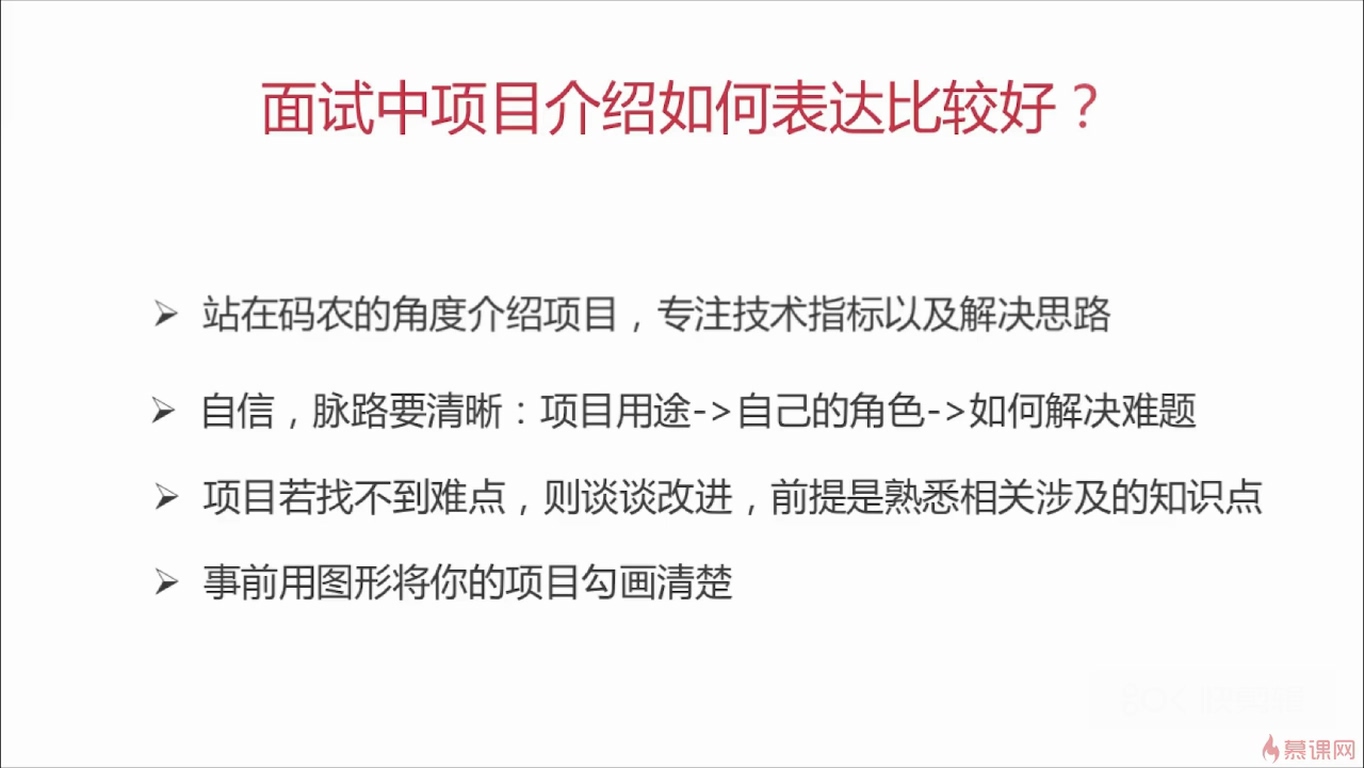 面试中项目介绍如何表达比较好？
➢ 站在码农的角度介绍项目，专注技术指标以及解决思路
➢ 自信，脉路要清晰：项目用途->自己的角色->如何解决难题
➢ 项目若找不到难点，则谈谈改进，前提是熟悉相关涉及的知识点
➢ 事前用图形将你的项目勾画清楚
慕课网